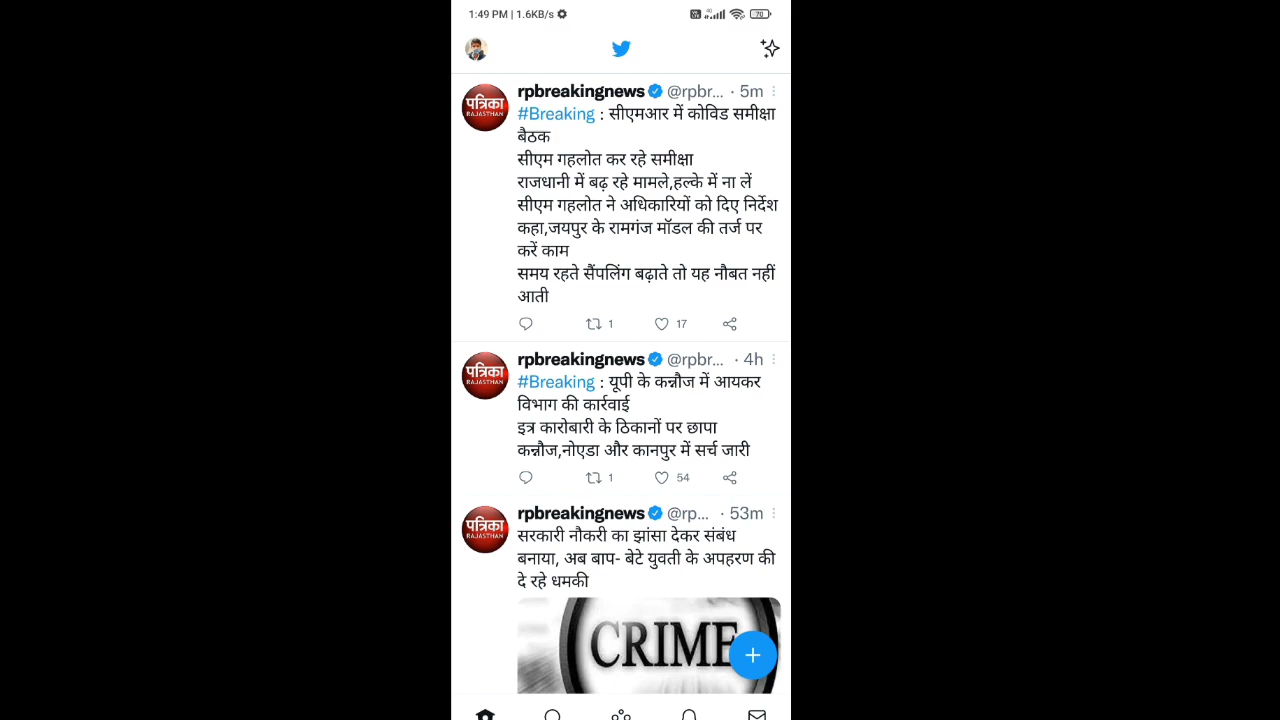 1:49 PM | 1.6KB/s
4G
70
पत्रिका
RAJASTHAN
rpbreakingnews @rpbr... · 5m
#Breaking : सीएमआर में कोविड समीक्षा
बैठक
सीएम गहलोत कर रहे समीक्षा
राजधानी में बढ़ रहे मामले,हल्के में ना लें
सीएम गहलोत ने अधिकारियों को दिए निर्देश
कहा,जयपुर के रामगंज मॉडल की तर्ज पर
करें काम
समय रहते सैंपलिंग बढ़ाते तो यह नौबत नहीं
आती
1 17
पत्रिका
RAJASTHAN
rpbreakingnews @rpbr... · 4h
#Breaking : यूपी के कन्नौज में आयकर
विभाग की कार्रवाई
इत्र कारोबारी के ठिकानों पर छापा
कन्नौज,नोएडा और कानपुर में सर्च जारी
1 54
पत्रिका
RAJASTHAN
rpbreakingnews @rp... · 53m
सरकारी नौकरी का झांसा देकर संबंध
बनाया, अब बाप- बेटे युवती के अपहरण की
दे रहे धमकी
CRIME